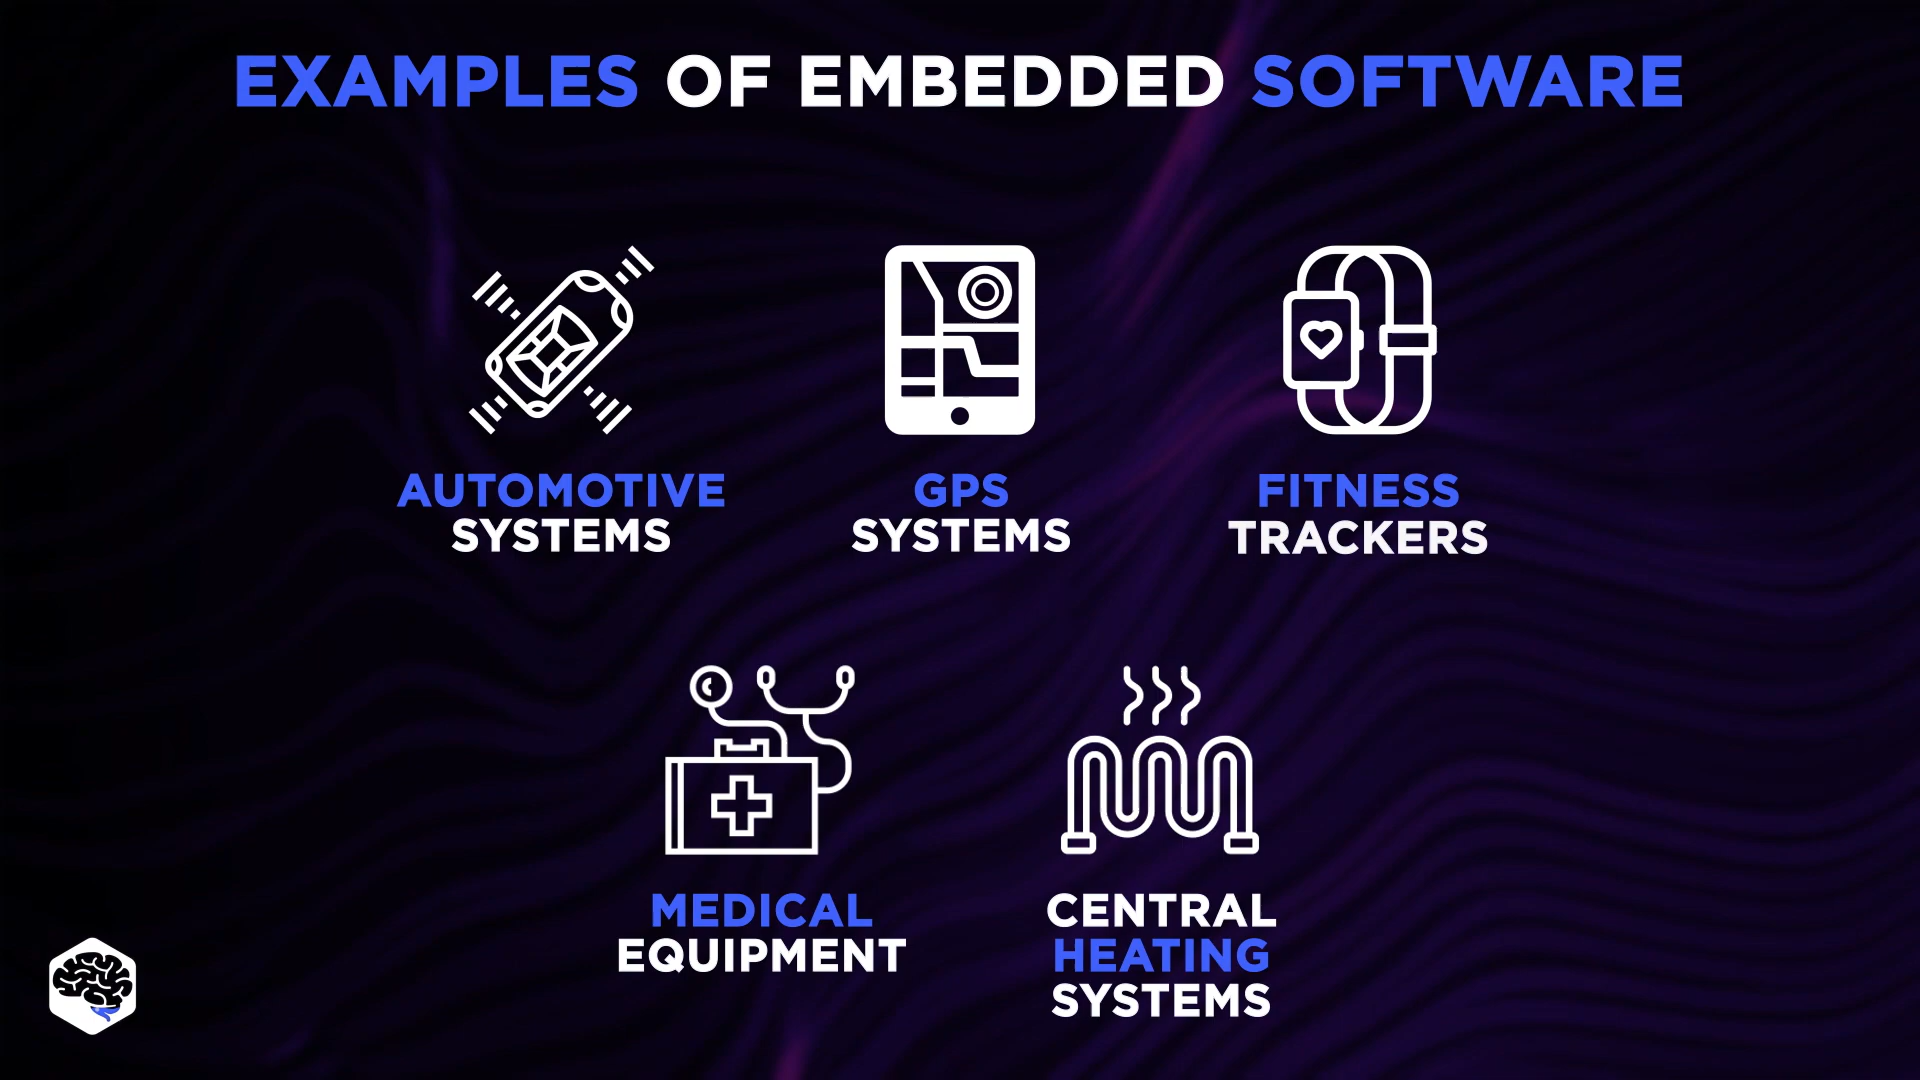 EXAMPLES OF EMBEDDED SOFTWARE
AUTOMOTIVE
SYSTEMS
GPS
SYSTEMS
FITNESS
TRACKERS
MEDICAL
EQUIPMENT
CENTRAL
HEATING
SYSTEMS